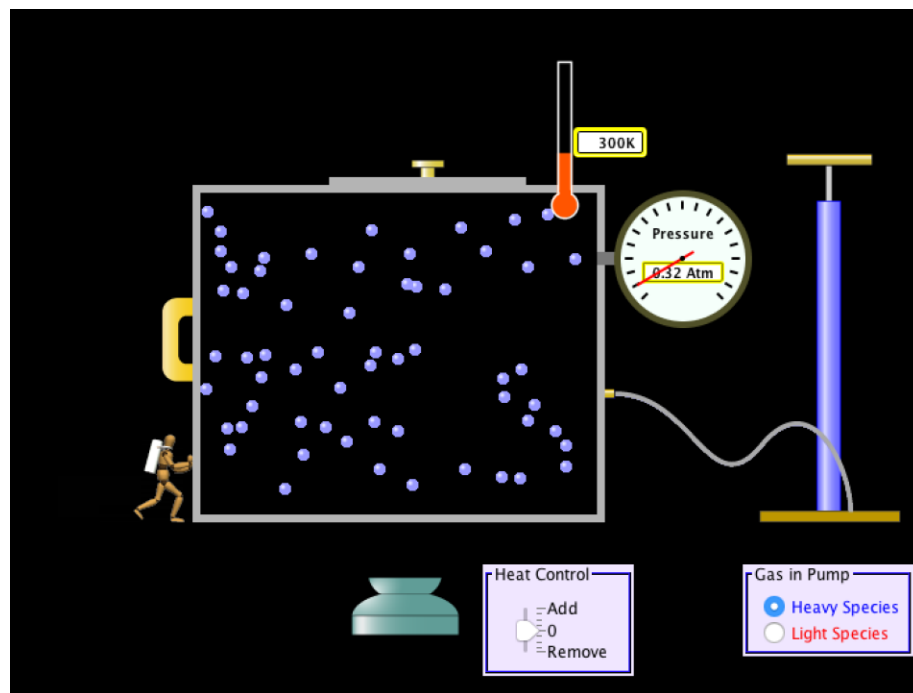 300K
Pressure
0.32 Atm
Heat Control
Add
0
Remove
Gas in Pump
Heavy Species
Light Species